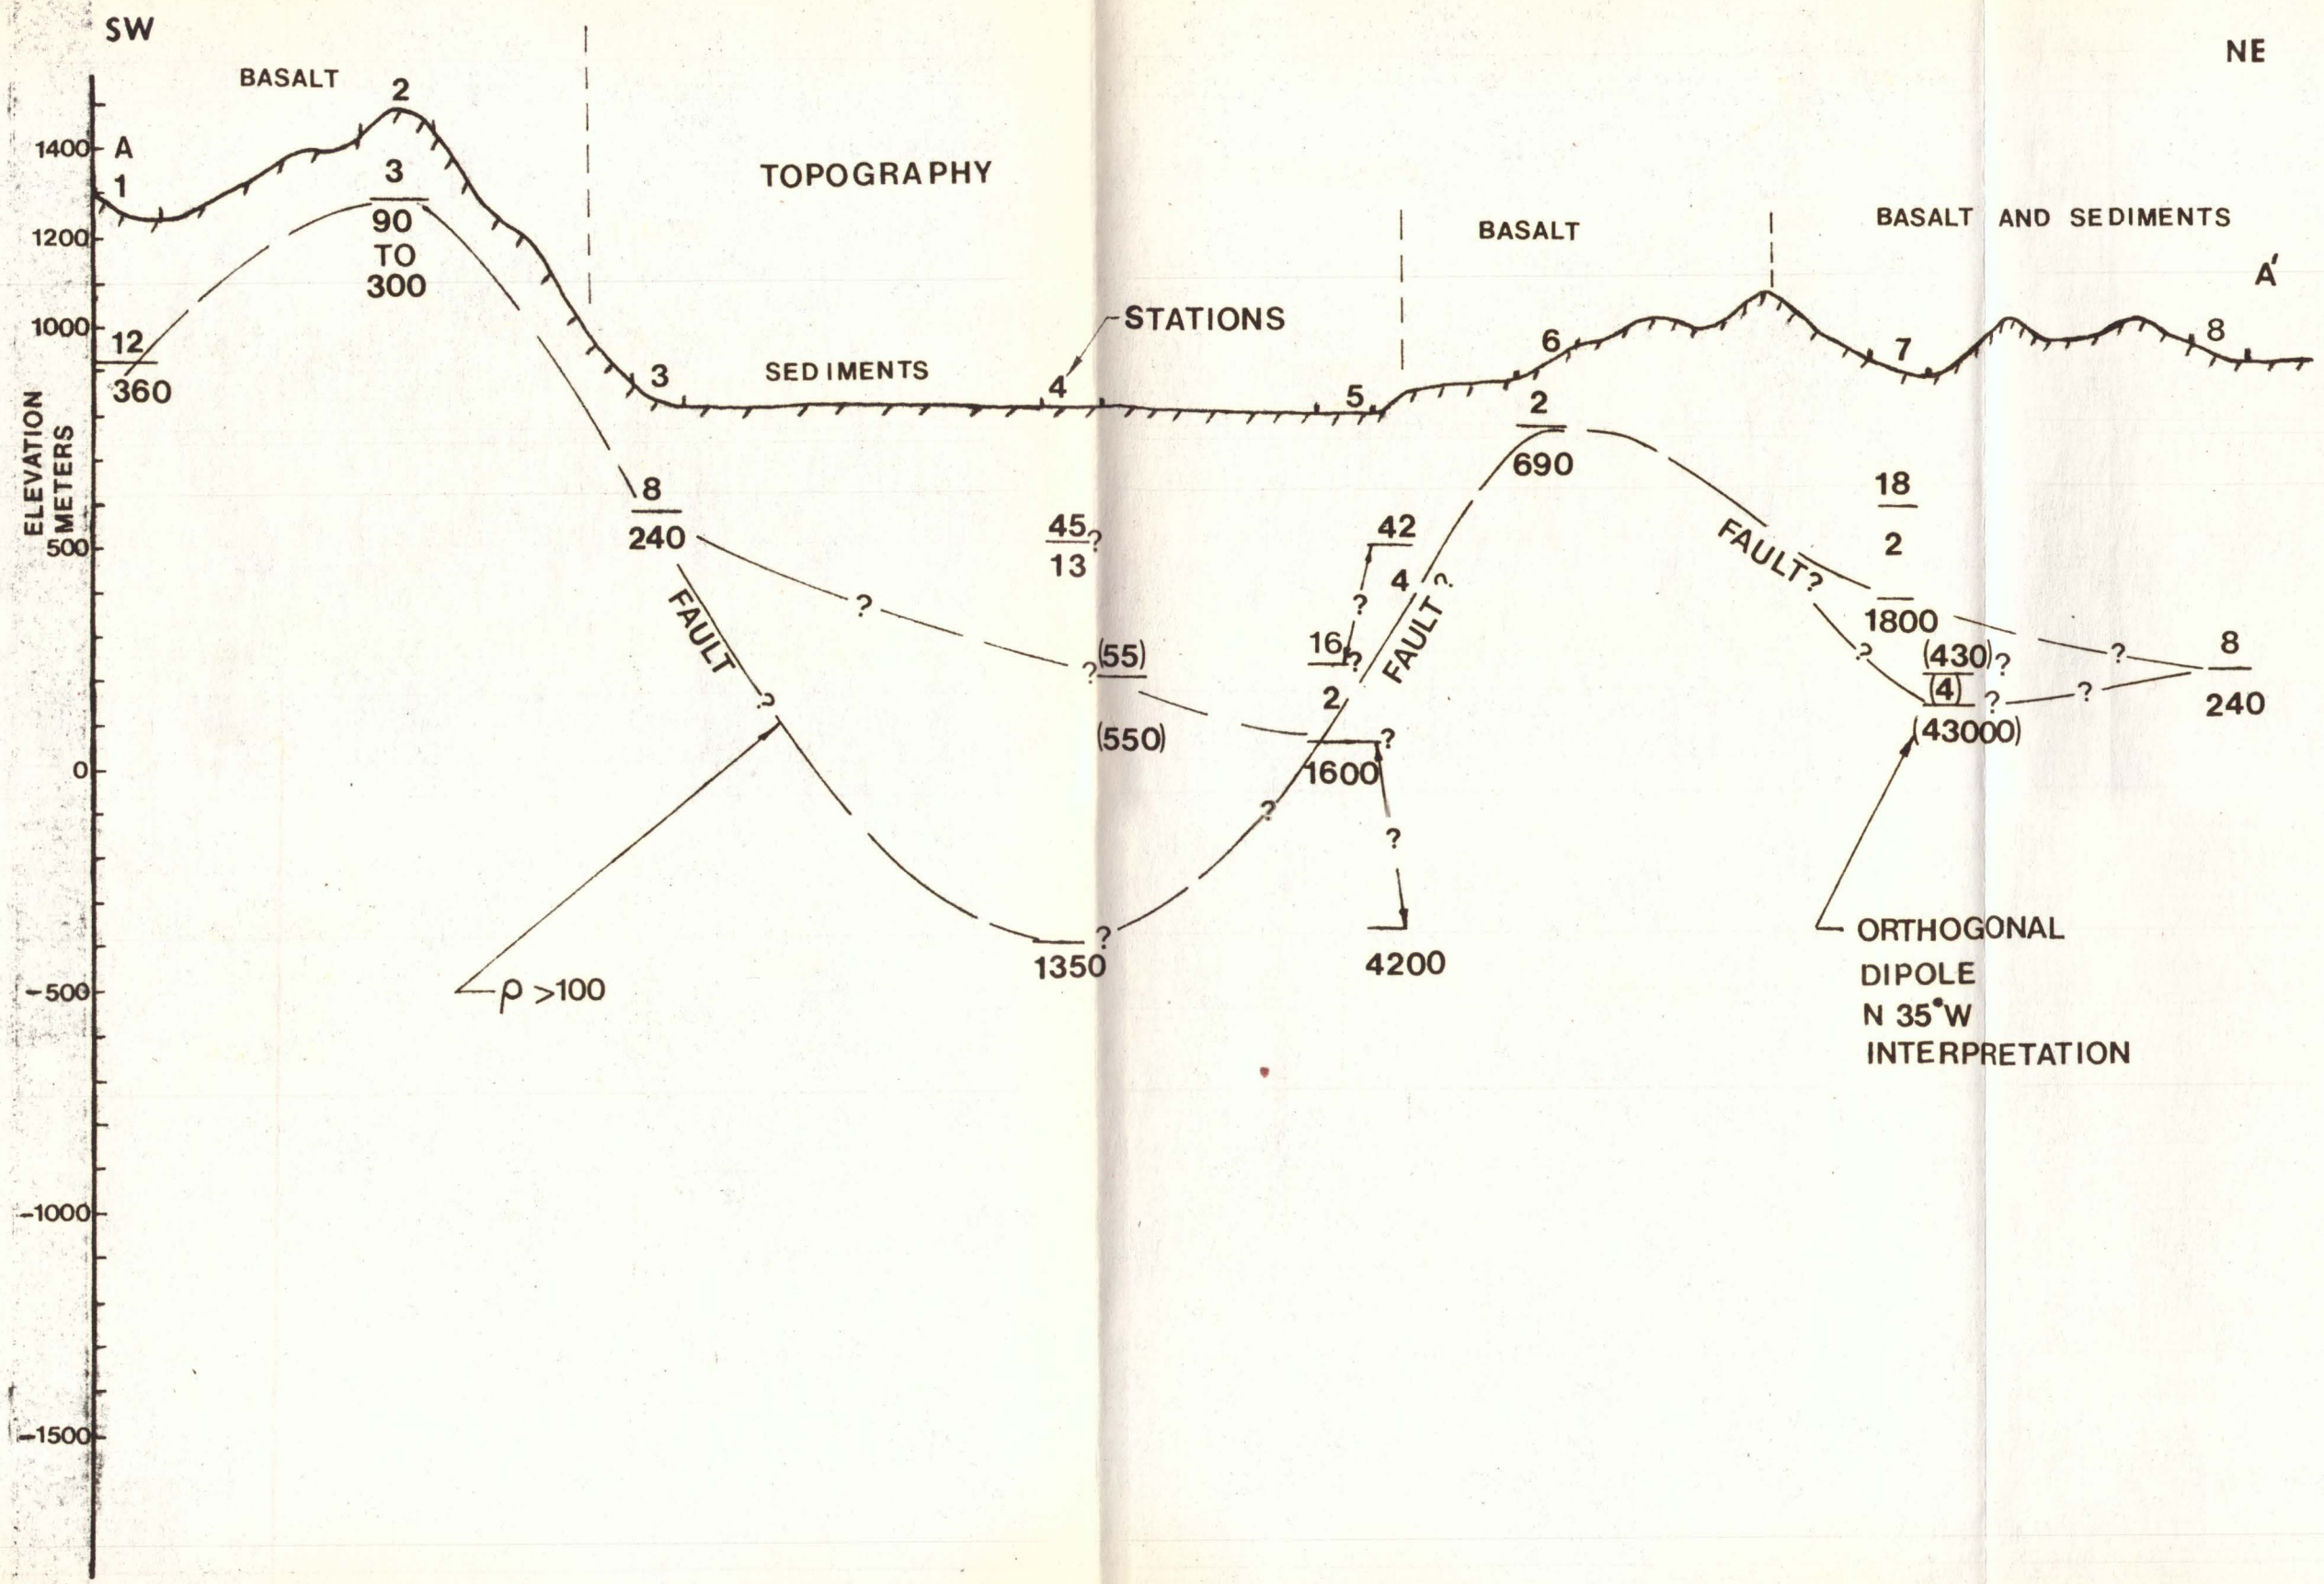 SW
NE
BASALT
2
A
1
1400
3
90
TO
300
TOPOGRAPHY
BASALT
BASALT AND SEDIMENTS
A'
1200
1000
12
360
STATIONS
3
SEDIMENTS
4
5
6
7
8
ELEVATION
METERS
2
690
8
240
500
45?
13
42
?
4
16?
2
FAULT ?
FAULT?
18
2
1800
FAULT
?
?
?
(55)
(550)
?
1600
?
?
4200
?
(430)?
(4)
?
(43000)
?
?
8
240
0
?
?
1350
-500
ρ >100
ORTHOGONAL
DIPOLE
N 35°W
INTERPRETATION
-1000
-1500